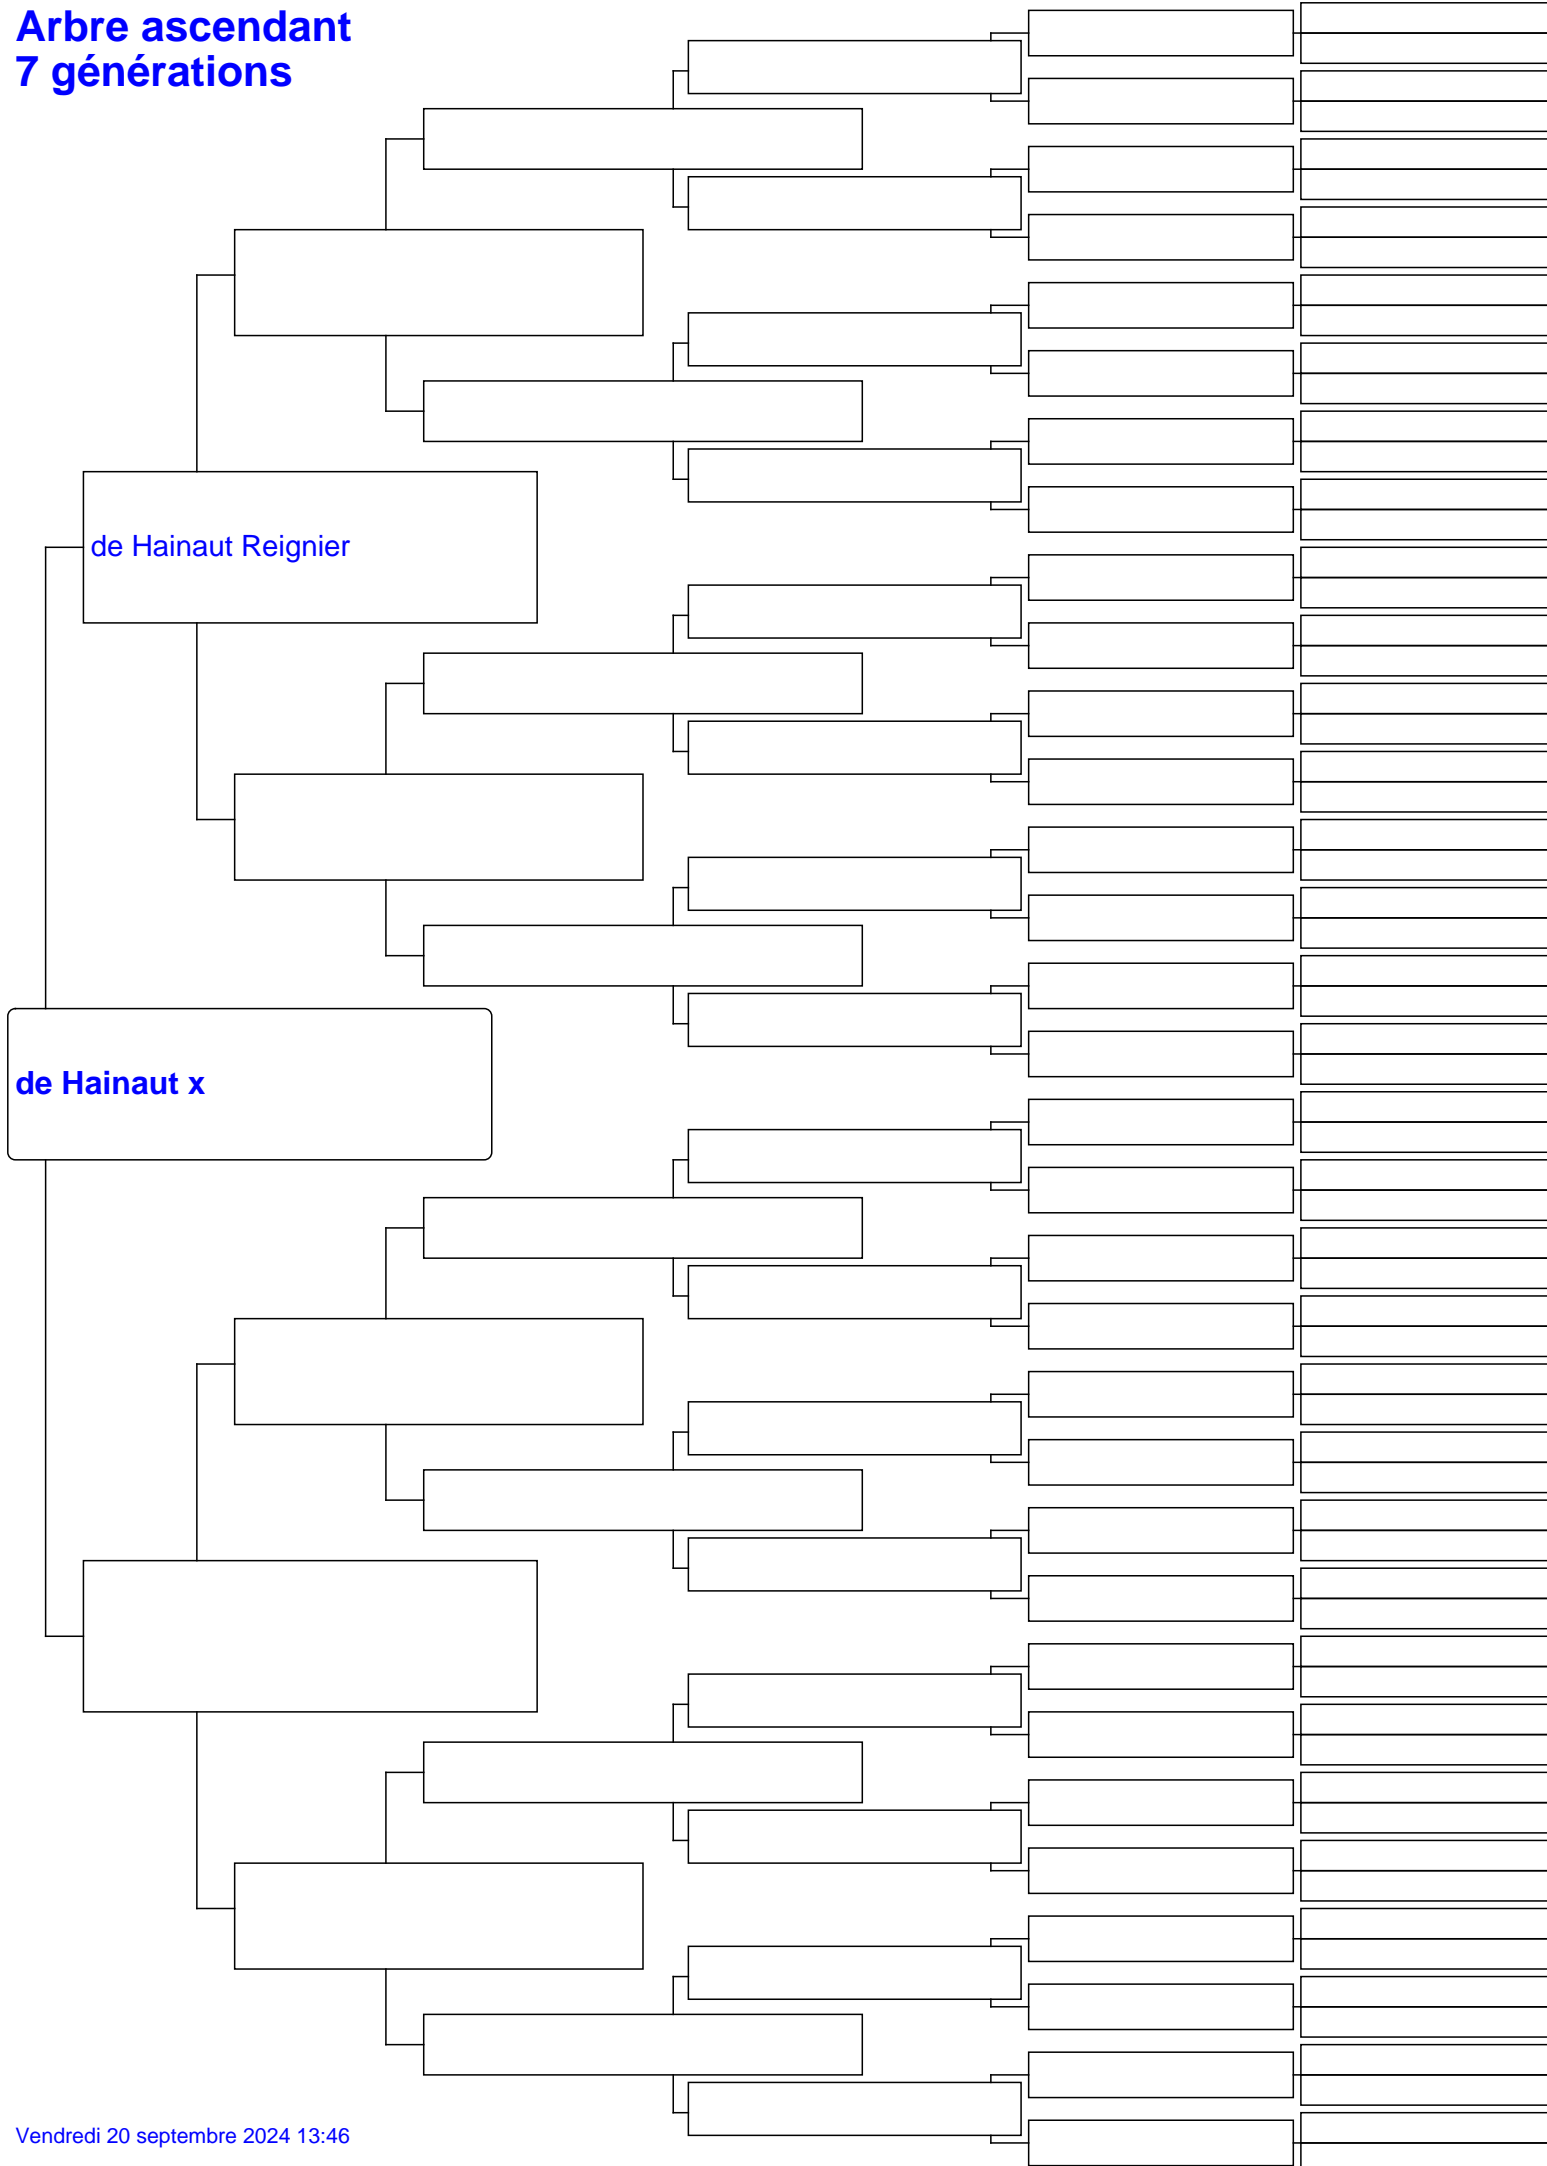 Arbre ascendant
7 générations
de Hainaut Reignier
de Hainaut x
Vendredi 20 septembre 2024 13:46